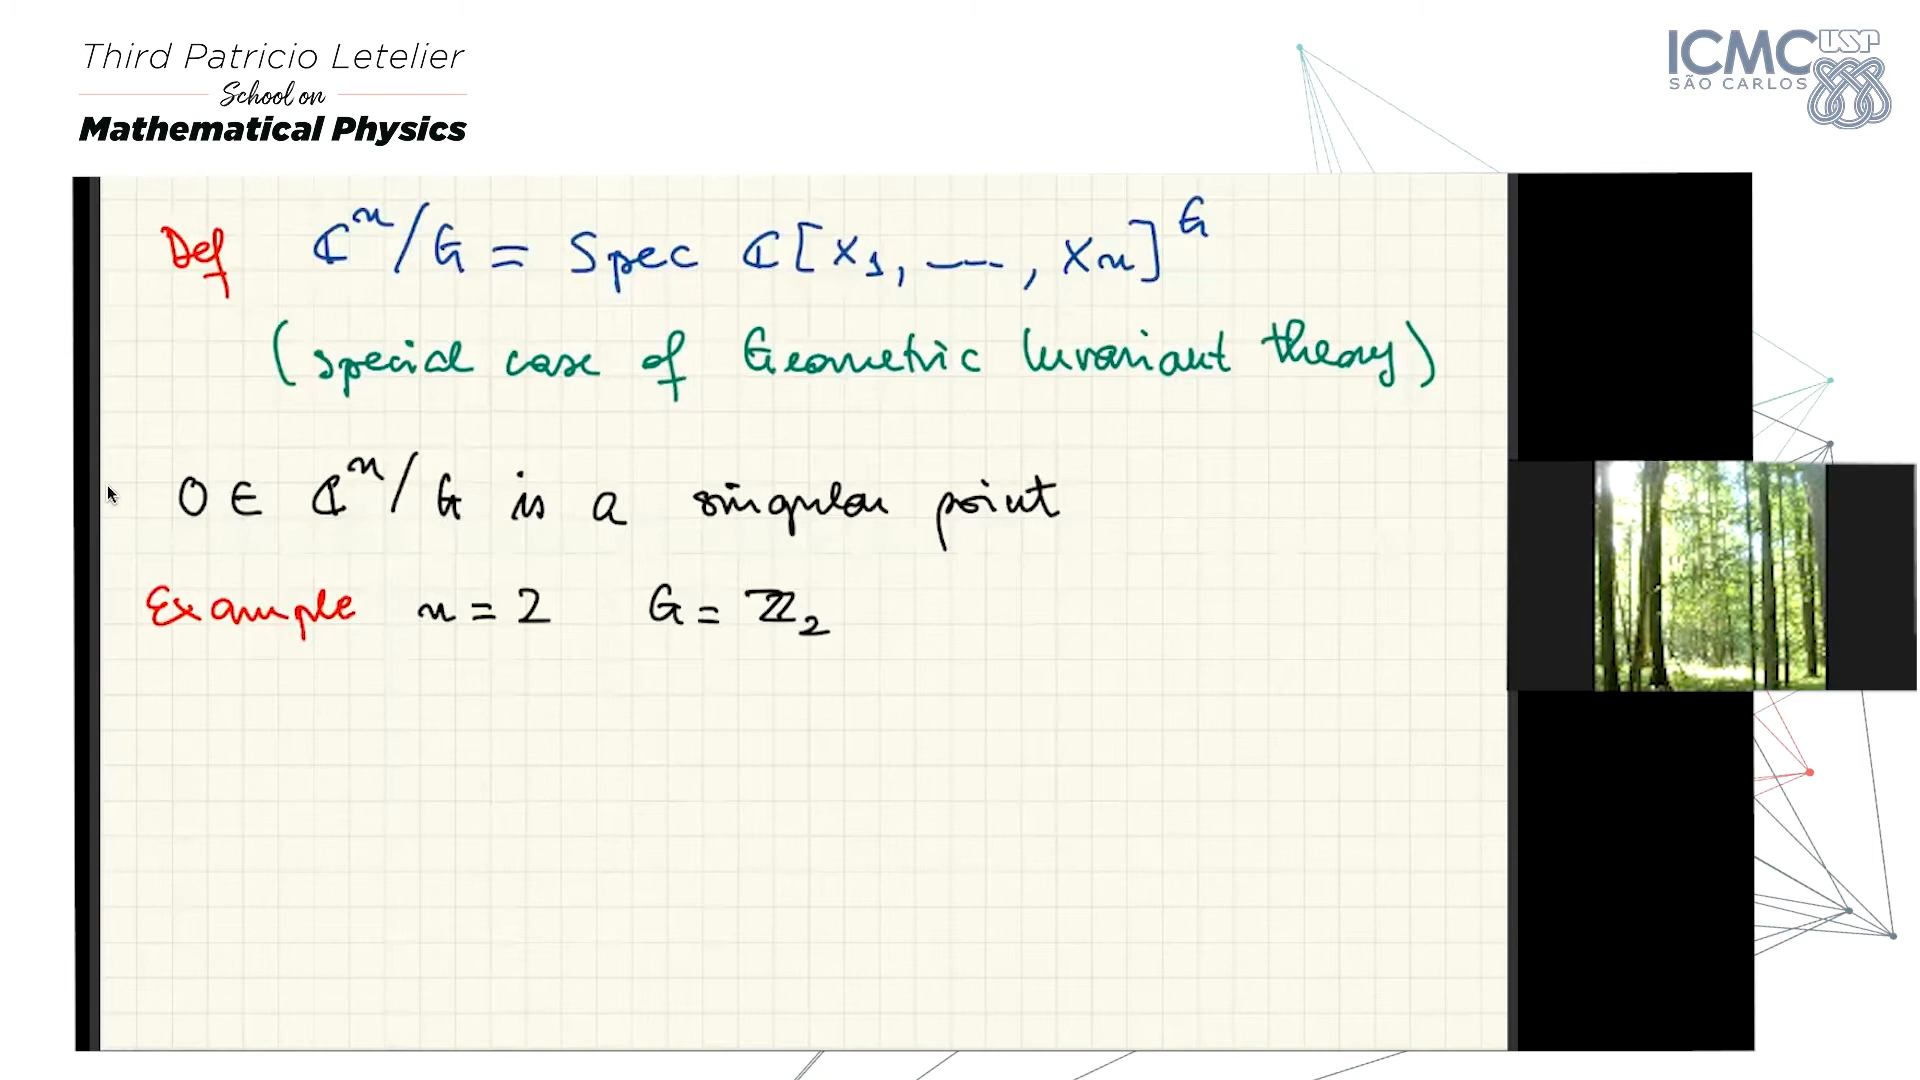 Third Patricio Letelier
School on
Mathematical Physics
ICMC USP
SÃO CARLOS
Def ℂⁿ/G = Spec ℂ[x₁, ..., xₙ]ᴳ
(special case of Geometric Invariant theory)
0 ∈ ℂⁿ/G is a singular point
Example n = 2 G = ℤ₂